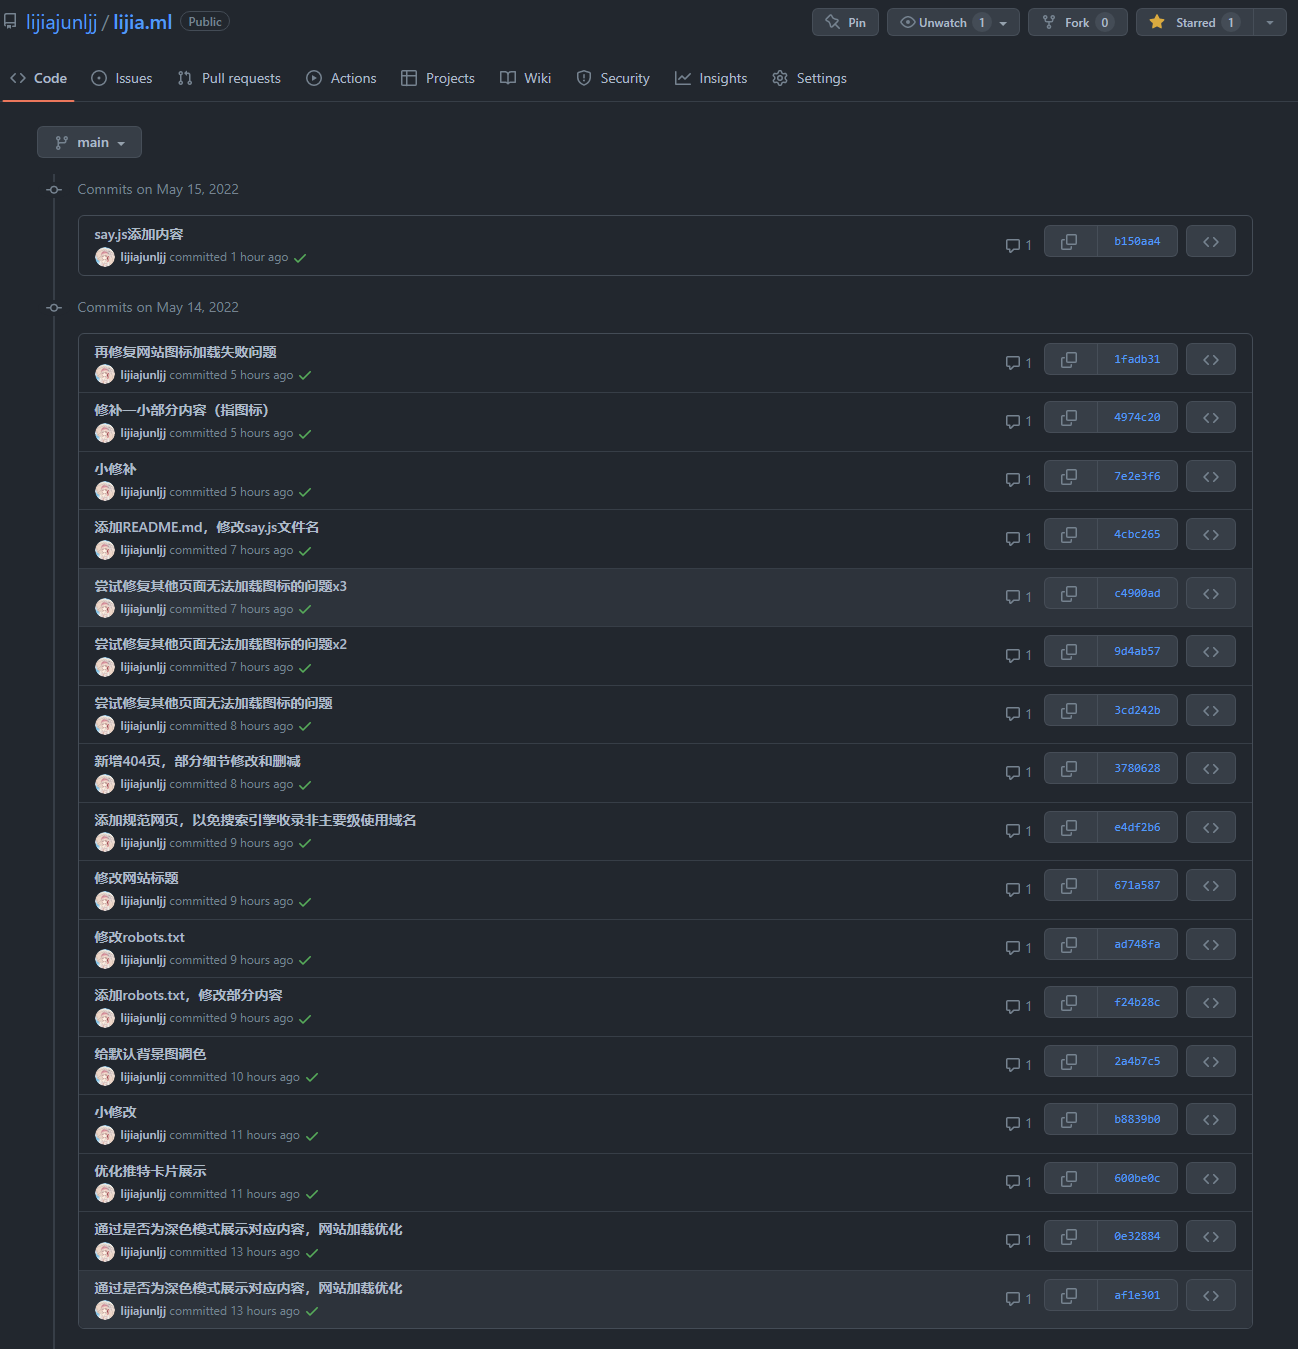 lijiajunljj / lijia.ml Public Pin Unwatch 1 Fork 0 Starred 1
Code Issues Pull requests Actions Projects Wiki Security Insights Settings
main
Commits on May 15, 2022
say.js添加内容
lijiajunljj committed 1 hour ago 1 b150aa4
Commits on May 14, 2022
再修复网站图标加载失败问题
lijiajunljj committed 5 hours ago 1 1fadb31
修补一小部分内容（指图标）
lijiajunljj committed 5 hours ago 1 4974c20
小修补
lijiajunljj committed 5 hours ago 1 7e2e3f6
添加README.md，修改say.js文件名
lijiajunljj committed 7 hours ago 1 4cbc265
尝试修复其他页面无法加载图标的问题x3
lijiajunljj committed 7 hours ago 1 c4900ad
尝试修复其他页面无法加载图标的问题x2
lijiajunljj committed 7 hours ago 1 9d4ab57
尝试修复其他页面无法加载图标的问题
lijiajunljj committed 8 hours ago 1 3cd242b
新增404页，部分细节修改和删减
lijiajunljj committed 8 hours ago 1 3780628
添加规范网页，以免搜索引擎收录非主要级使用域名
lijiajunljj committed 9 hours ago 1 e4df2b6
修改网站标题
lijiajunljj committed 9 hours ago 1 671a587
修改robots.txt
lijiajunljj committed 9 hours ago 1 ad748fa
添加robots.txt，修改部分内容
lijiajunljj committed 9 hours ago 1 f24b28c
给默认背景图调色
lijiajunljj committed 10 hours ago 1 2a4b7c5
小修改
lijiajunljj committed 11 hours ago 1 b8839b0
优化推特卡片展示
lijiajunljj committed 11 hours ago 1 600be0c
通过是否为深色模式展示对应内容，网站加载优化
lijiajunljj committed 13 hours ago 1 0e32884
通过是否为深色模式展示对应内容，网站加载优化
lijiajunljj committed 13 hours ago 1 af1e301